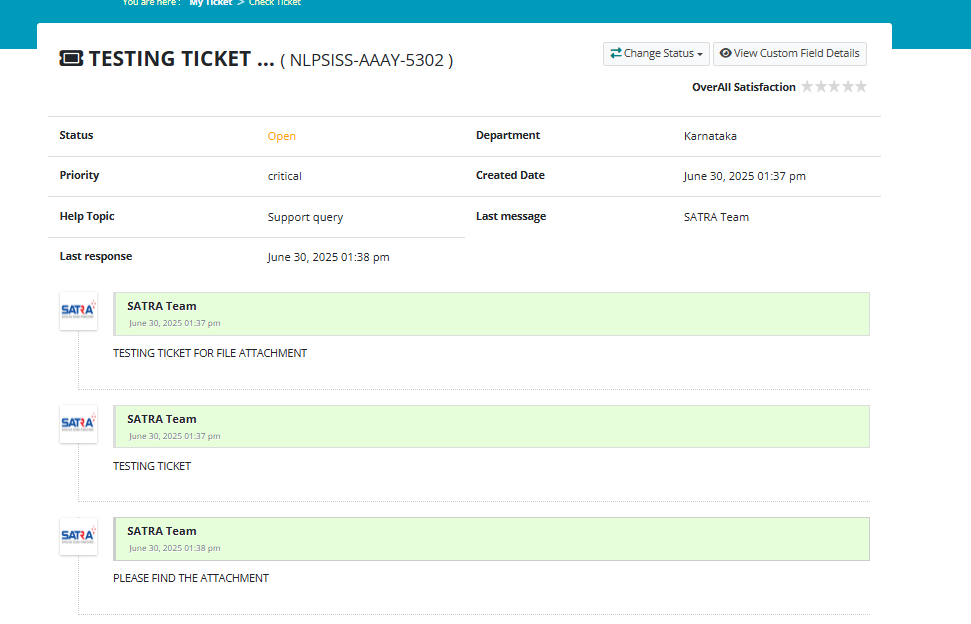 You are here : My Ticket > Check Ticket
TESTING TICKET ... ( NLPSISS-AAAY-5302 )
Change Status
View Custom Field Details
OverAll Satisfaction
Status Open Department Karnataka
Priority critical Created Date June 30, 2025 01:37 pm
Help Topic Support query Last message SATRA Team
Last response June 30, 2025 01:38 pm
SATRA
SATRA Team
June 30, 2025 01:37 pm
TESTING TICKET FOR FILE ATTACHMENT
SATRA
SATRA Team
June 30, 2025 01:37 pm
TESTING TICKET
SATRA
SATRA Team
June 30, 2025 01:38 pm
PLEASE FIND THE ATTACHMENT